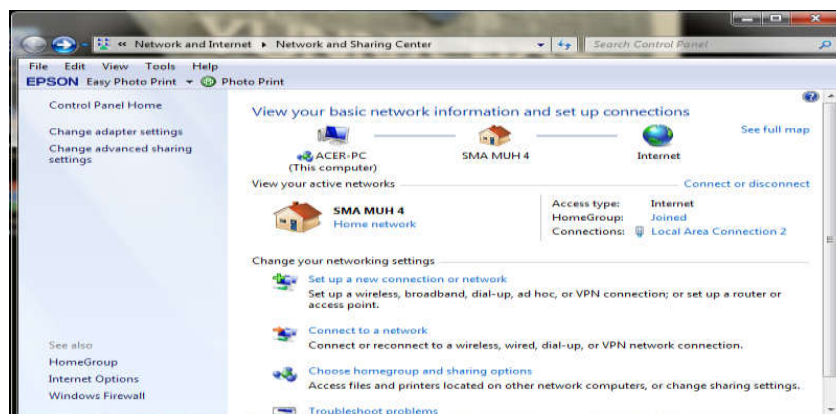 « Network and Internet ▸ Network and Sharing Center
Search Control Panel
File Edit View Tools Help
EPSON Easy Photo Print Photo Print
Control Panel Home
Change adapter settings
Change advanced sharing
settings
See also
HomeGroup
Internet Options
Windows Firewall
View your basic network information and set up connections
See full map
ACER-PC
(This computer)
SMA MUH 4
Internet
View your active networks
Connect or disconnect
SMA MUH 4
Home network
Access type: Internet
HomeGroup: Joined
Connections: Local Area Connection 2
Change your networking settings
Set up a new connection or network
Set up a wireless, broadband, dial-up, ad hoc, or VPN connection; or set up a router or
access point.
Connect to a network
Connect or reconnect to a wireless, wired, dial-up, or VPN network connection.
Choose homegroup and sharing options
Access files and printers located on other network computers, or change sharing settings.
Troubleshoot problems